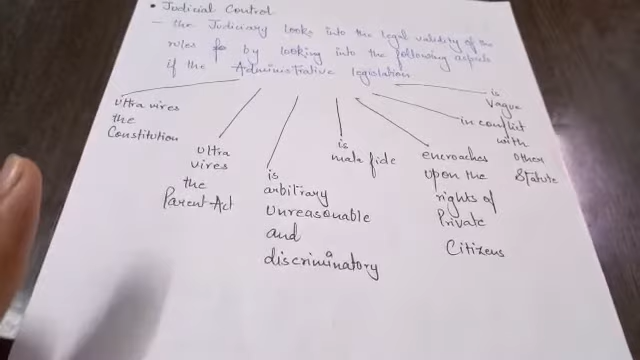 • Judicial Control
- the Judiciary looks into the legal validity of the
rules by looking into the following aspects
if the Administrative legislation
Ultra vires
the
Constitution
Ultra
vires
the
Parent Act
is
arbitiary
Unreasonable
and
discriminatory
is
mala fide
encroaches
upon the
rights of
Private
Citizens
in conflict
with
other
Statute
is
Vague